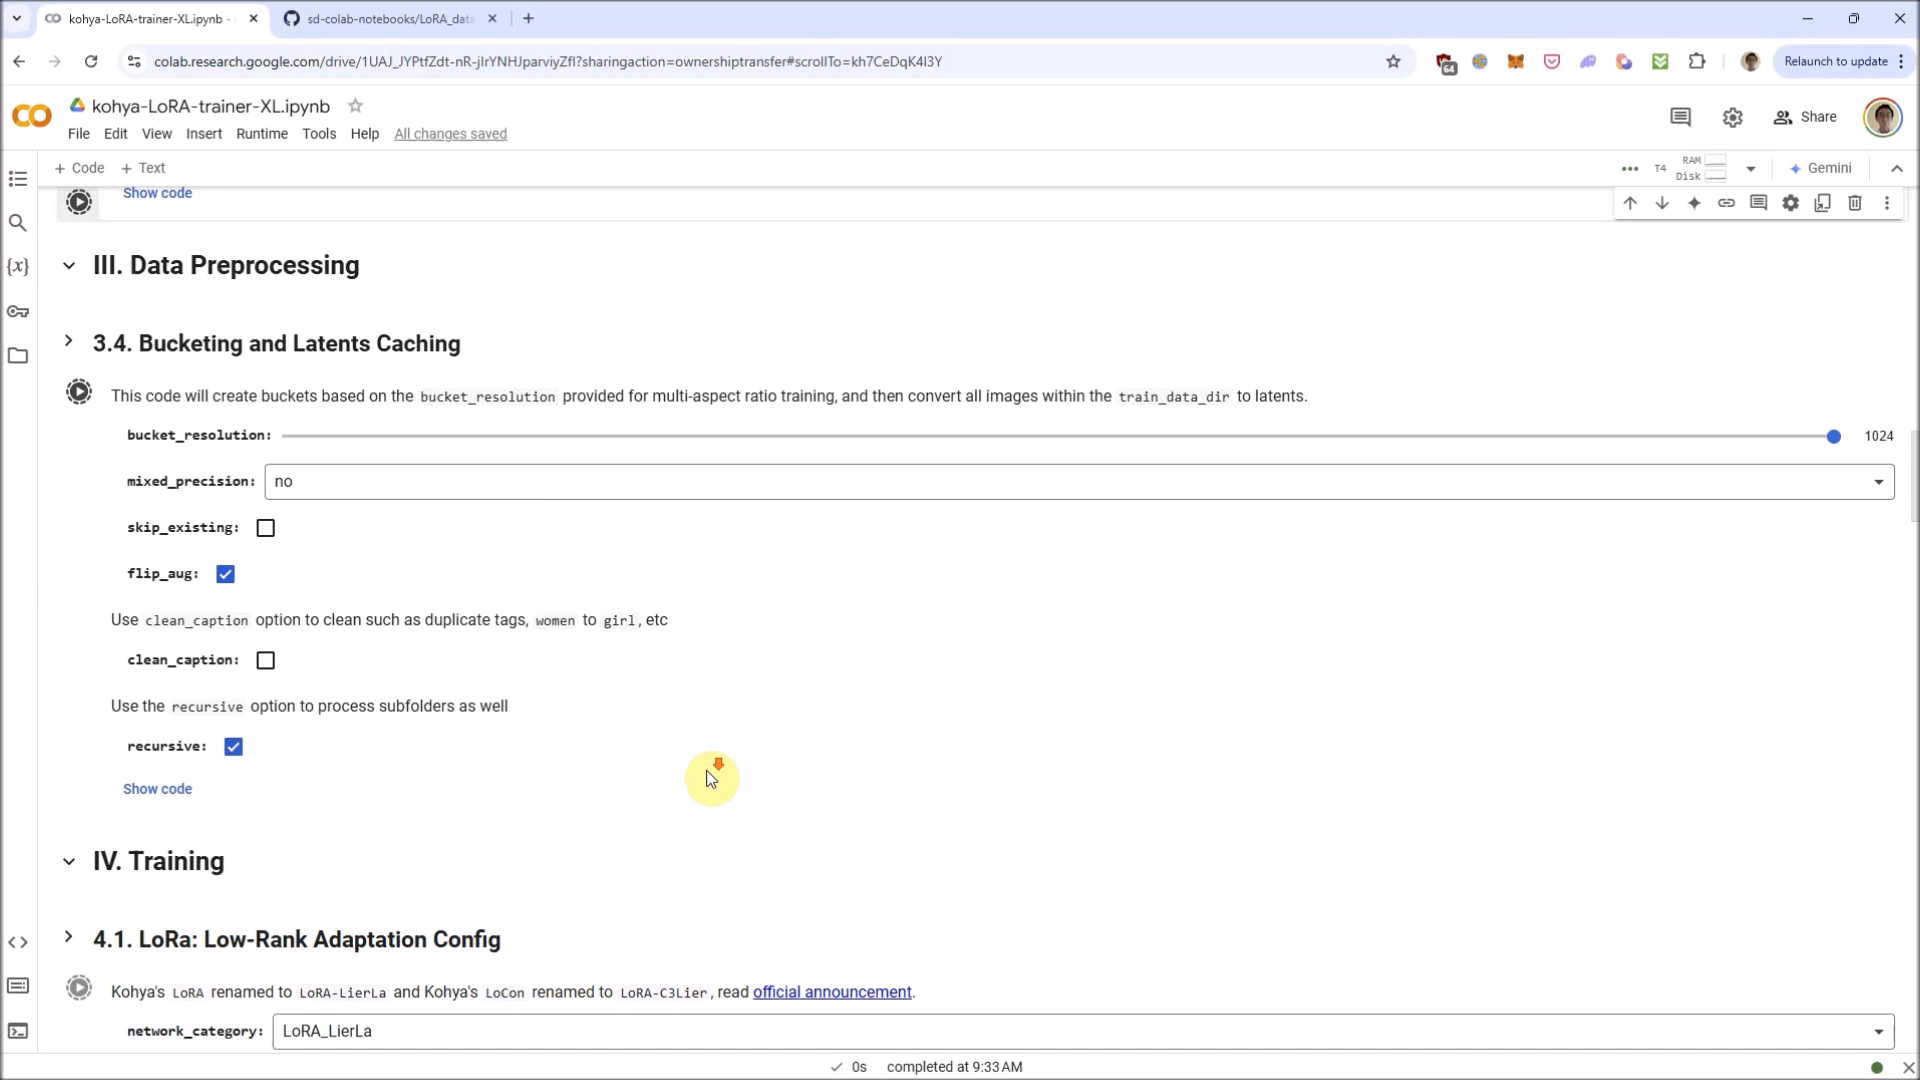 kohya-LoRA-trainer-XL.ipynb -
sd-colab-notebooks/LoRA_data
colab.research.google.com/drive/1UAJ_JYPtfZdt-nR-jIrYNHJparviyZfI?sharingaction=ownershiptransfer#scrollTo=kh7CeDqK4I3Y
64
Relaunch to update
CO
kohya-LoRA-trainer-XL.ipynb
File Edit View Insert Runtime Tools Help All changes saved
Share
+ Code + Text
T4
RAM
Disk
Gemini
Show code
III. Data Preprocessing
{x}
3.4. Bucketing and Latents Caching
This code will create buckets based on the bucket_resolution provided for multi-aspect ratio training, and then convert all images within the train_data_dir to latents.
bucket_resolution: 1024
mixed_precision: no
skip_existing:
flip_aug:
Use clean_caption option to clean such as duplicate tags, women to girl, etc
clean_caption:
Use the recursive option to process subfolders as well
recursive:
Show code
IV. Training
4.1. LoRa: Low-Rank Adaptation Config
Kohya's LoRA renamed to LoRA-LierLa and Kohya's LoCon renamed to LoRA-C3Lier, read official announcement.
network_category: LoRA_LierLa
0s completed at 9:33 AM